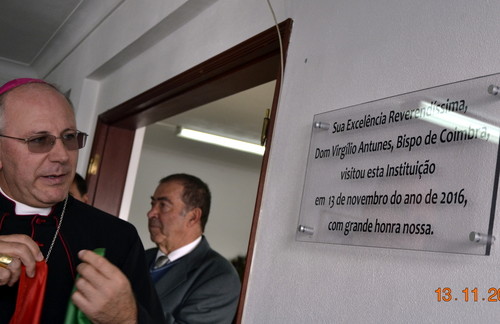 Sua Excelência Reverendíssima,
Dom Virgílio Antunes, Bispo de Coimbra,
visitou esta Instituição
em 13 de novembro do ano de 2016,
com grande honra nossa.
13.11.20